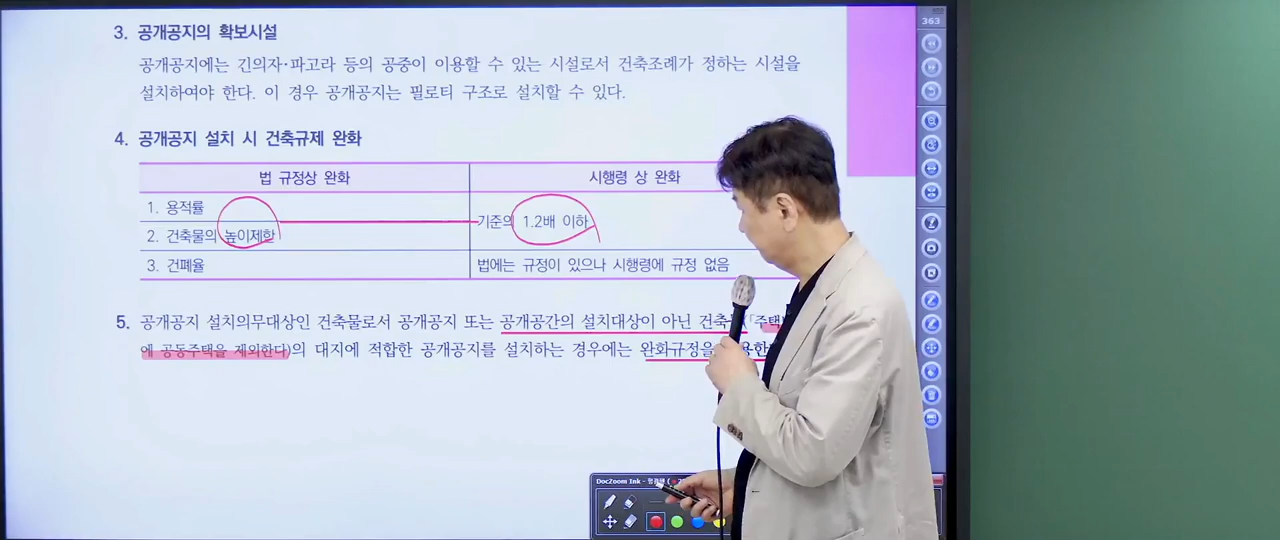 363
3. 공개공지의 확보시설
공개공지에는 긴의자·파고라 등의 공중이 이용할 수 있는 시설로서 건축조례가 정하는 시설을
설치하여야 한다. 이 경우 공개공지는 필로티 구조로 설치할 수 있다.
4. 공개공지 설치 시 건축규제 완화
법 규정상 완화 시행령 상 완화
1. 용적률
기준의 1.2배 이하
2. 건축물의 높이제한
3. 건폐율 법에는 규정이 있으나 시행령에 규정 없음
5. 공개공지 설치의무대상인 건축물로서 공개공지 또는 공개공간의 설치대상이 아닌 건축물(「주택
에 공동주택을 제외한다)의 대지에 적합한 공개공지를 설치하는 경우에는 완화규정을
DocZoom Ink -